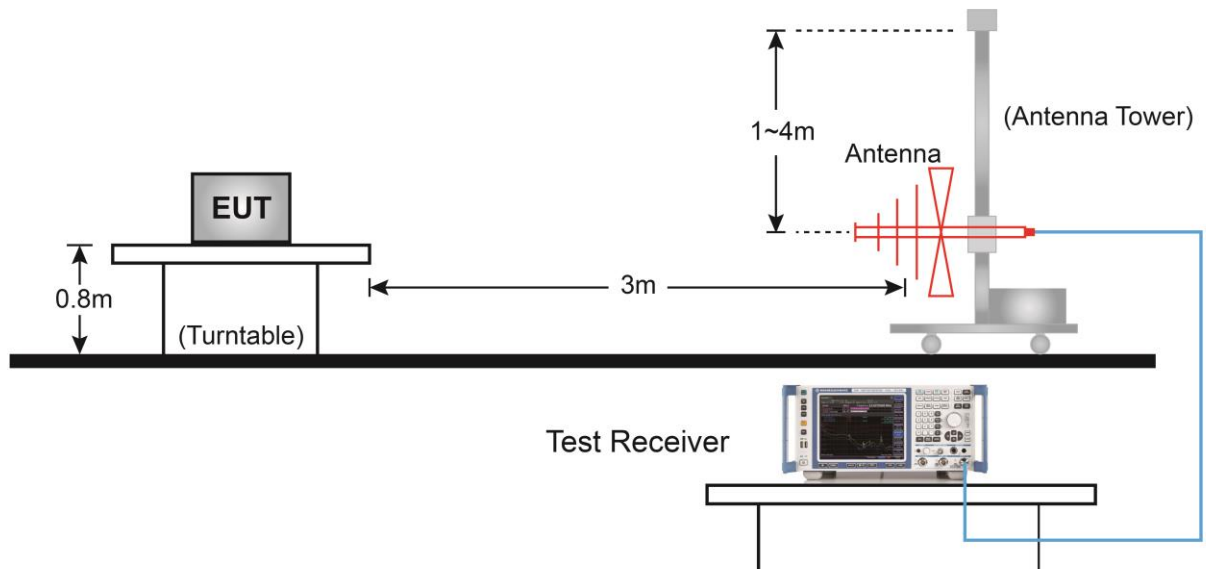 1~4m
(Antenna Tower)
Antenna
EUT
0.8m
3m
(Turntable)
Test Receiver